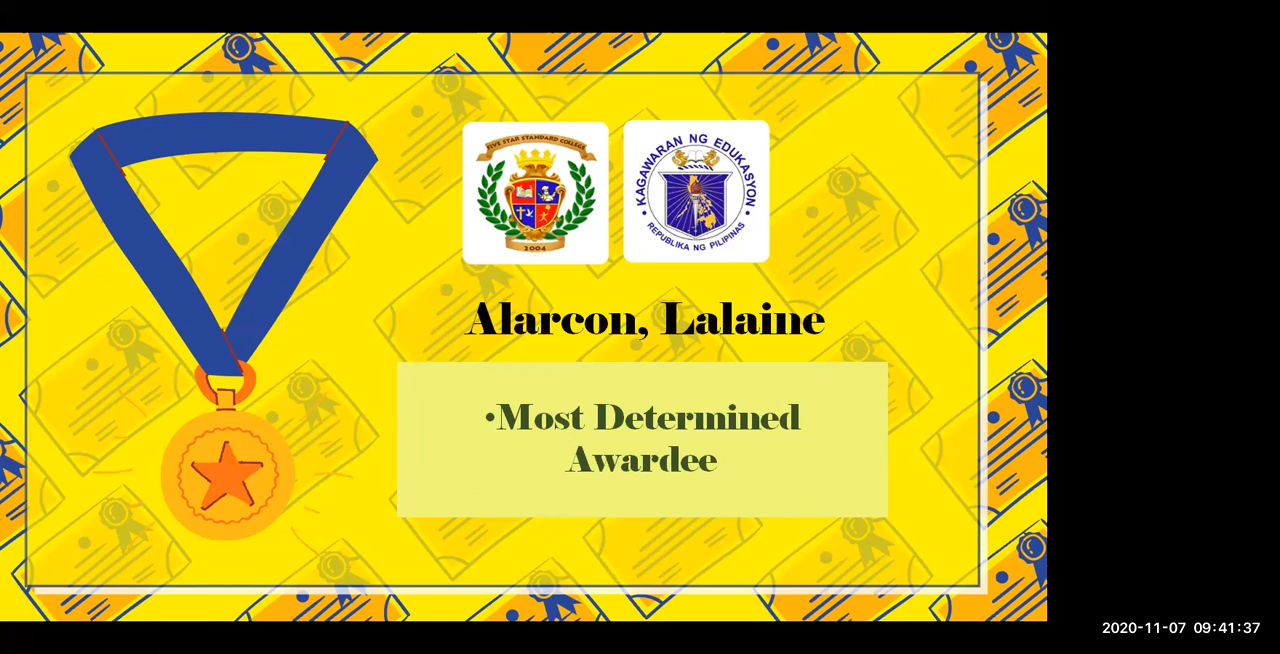 FIVE STAR STANDARD COLLEGE
2004
KAGAWARAN NG EDUKASYON
REPUBLIKA NG PILIPINAS
Alarcon, Lalaine
•Most Determined
Awardee
2020-11-07 09:41:37